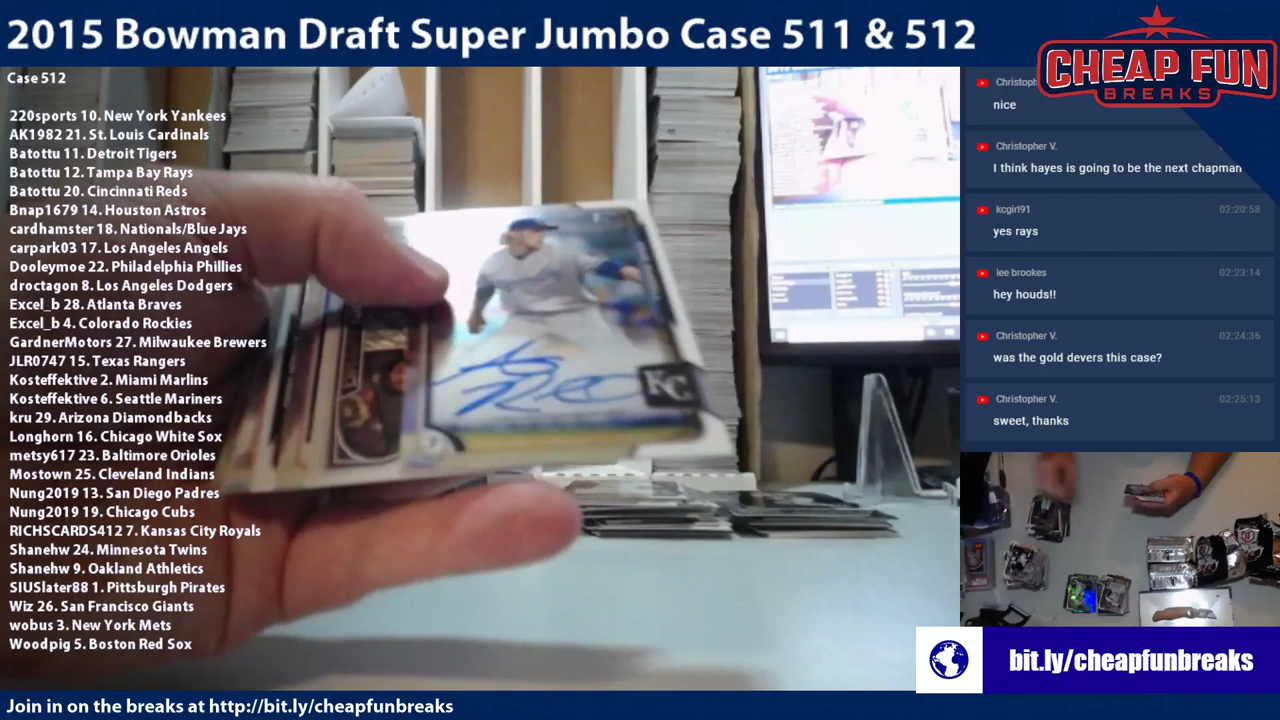 2015 Bowman Draft Super Jumbo Case 511 & 512
CHEAP FUN
BREAKS
Case 512
220sports 10. New York Yankees
AK1982 21. St. Louis Cardinals
Batottu 11. Detroit Tigers
Batottu 12. Tampa Bay Rays
Batottu 20. Cincinnati Reds
Bnap1679 14. Houston Astros
cardhamster 18. Nationals/Blue Jays
carpark03 17. Los Angeles Angels
Dooleymoe 22. Philadelphia Phillies
droctagon 8. Los Angeles Dodgers
Excel_b 28. Atlanta Braves
Excel_b 4. Colorado Rockies
GardnerMotors 27. Milwaukee Brewers
JLR0747 15. Texas Rangers
Kosteffektive 2. Miami Marlins
Kosteffektive 6. Seattle Mariners
kru 29. Arizona Diamondbacks
Longhorn 16. Chicago White Sox
metsy617 23. Baltimore Orioles
Mostown 25. Cleveland Indians
Nung2019 13. San Diego Padres
Nung2019 19. Chicago Cubs
RICHSCARDS412 7. Kansas City Royals
Shanehw 24. Minnesota Twins
Shanehw 9. Oakland Athletics
SIUSlater88 1. Pittsburgh Pirates
Wiz 26. San Francisco Giants
wobus 3. New York Mets
Woodpig 5. Boston Red Sox
KC
Christoph
nice
Christopher V.
I think hayes is going to be the next chapman
kcgirl91 02:20:58
yes rays
lee brookes 02:23:14
hey houds!!
Christopher V. 02:24:36
was the gold devers this case?
Christopher V. 02:25:13
sweet, thanks
bit.ly/cheapfunbreaks
Join in on the breaks at http://bit.ly/cheapfunbreaks